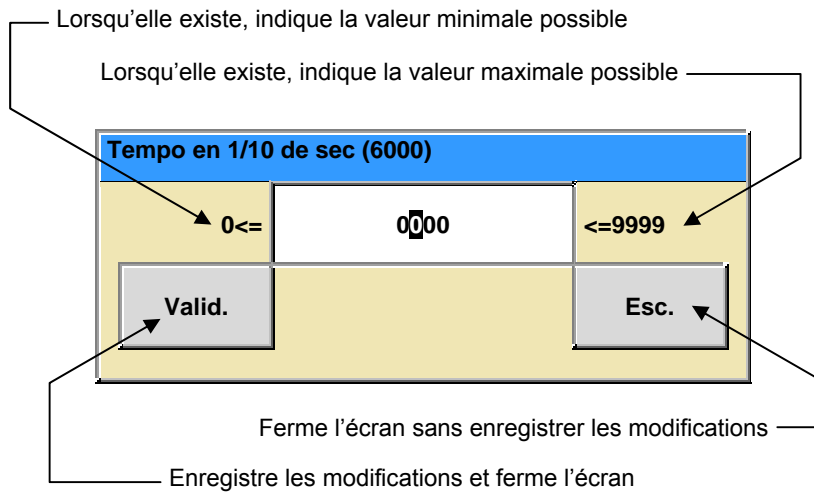 Lorsqu'elle existe, indique la valeur minimale possible
Lorsqu'elle existe, indique la valeur maximale possible
Tempo en 1/10 de sec (6000)
0<= 0000 <=9999
Valid. Esc.
Ferme l'écran sans enregistrer les modifications
Enregistre les modifications et ferme l'écran